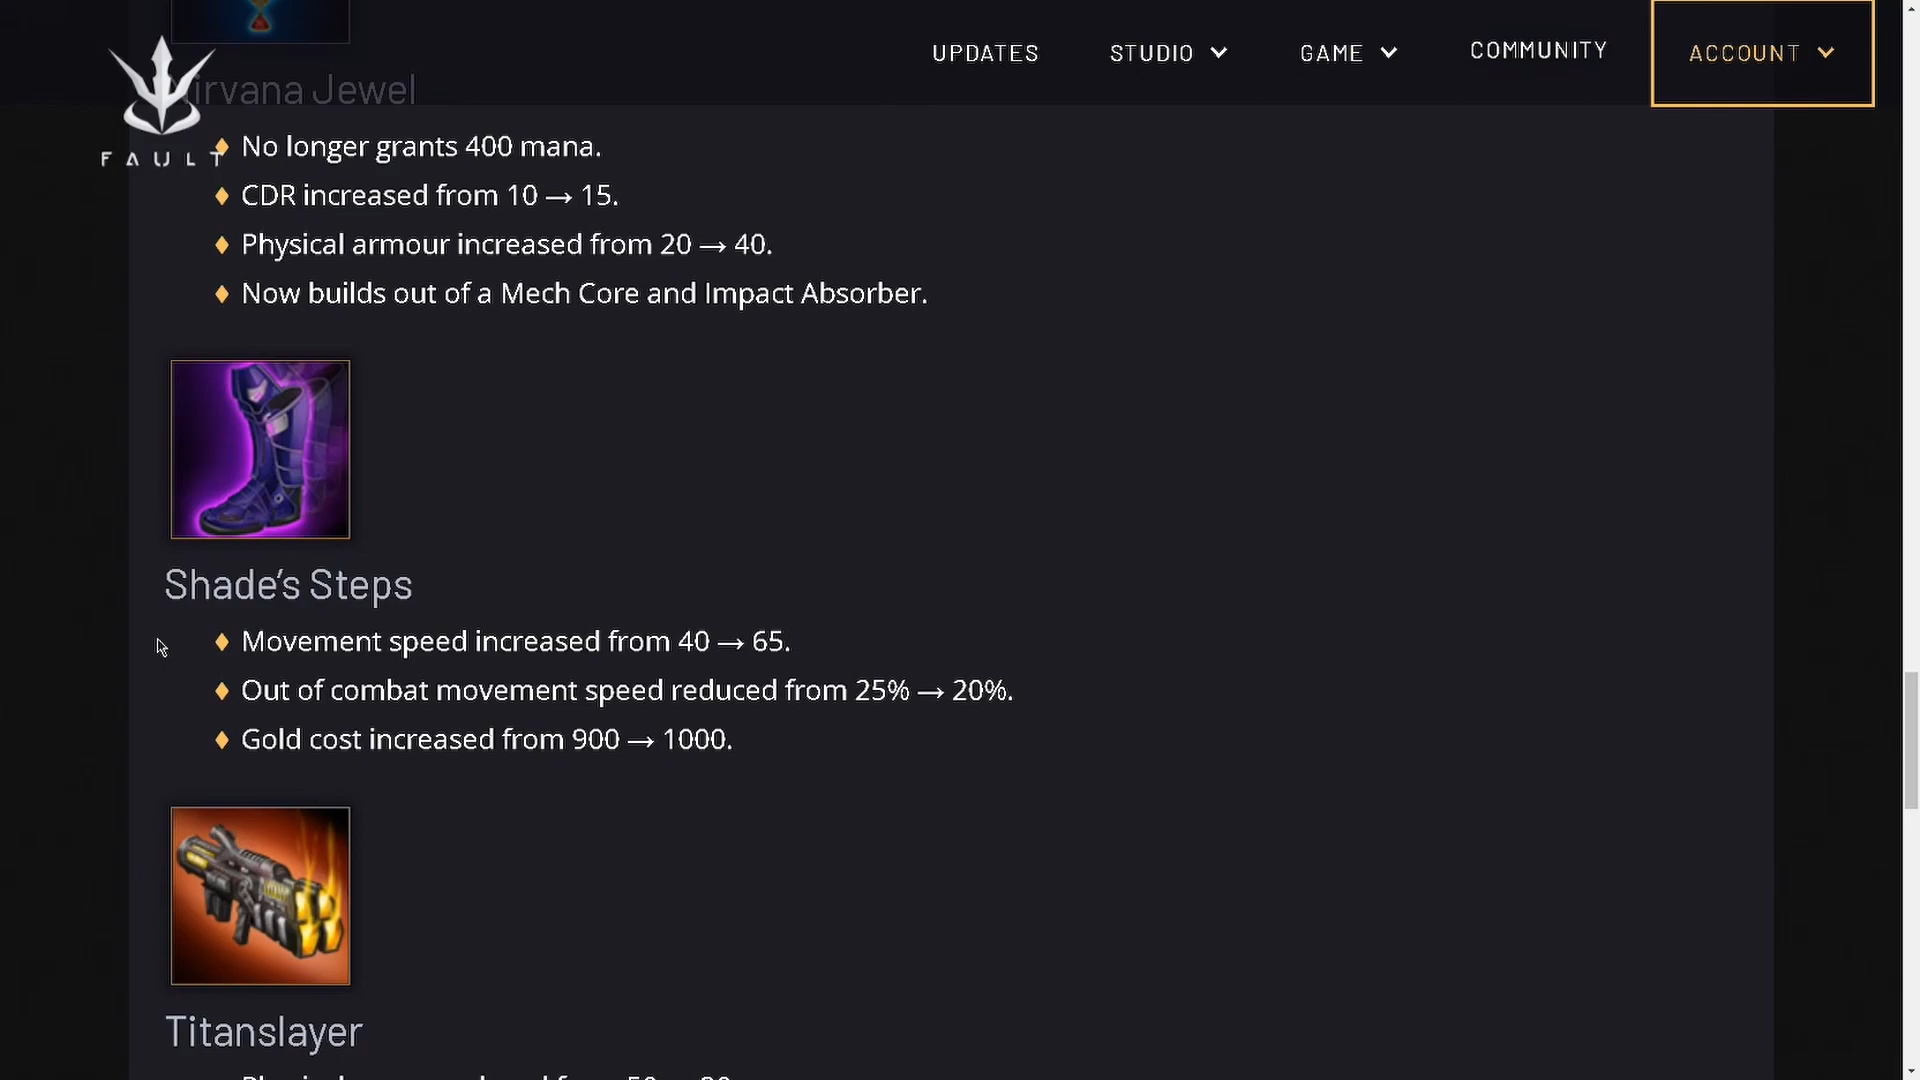 UPDATES STUDIO GAME COMMUNITY ACCOUNT
Nirvana Jewel
FAULT
No longer grants 400 mana.
CDR increased from 10 → 15.
Physical armour increased from 20 → 40.
Now builds out of a Mech Core and Impact Absorber.
Shade's Steps
Movement speed increased from 40 → 65.
Out of combat movement speed reduced from 25% → 20%.
Gold cost increased from 900 → 1000.
Titanslayer